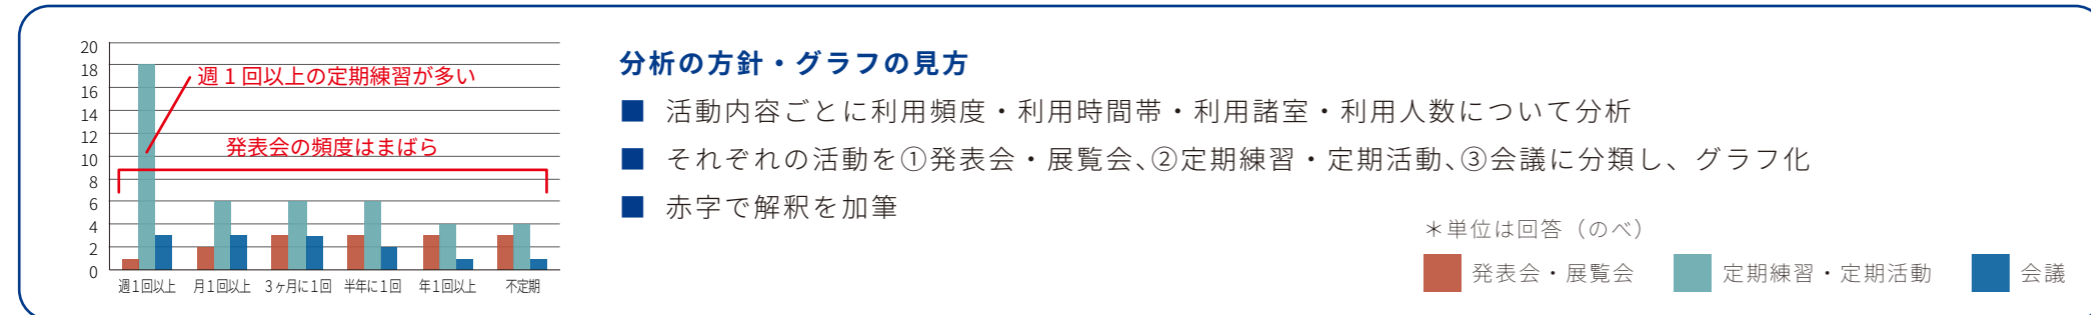 20
18
16
14
12
10
8
6
4
2
0
週1回以上の定期練習が多い
発表会の頻度はまばら
週1回以上 月1回以上 3ヶ月に1回 半年に1回 年1回以上 不定期
分析の方針・グラフの見方
■ 活動内容ごとに利用頻度・利用時間帯・利用諸室・利用人数について分析
■ それぞれの活動を①発表会・展覧会、②定期練習・定期活動、③会議に分類し、グラフ化
■ 赤字で解釈を加筆
＊単位は回答（のべ）
発表会・展覧会 定期練習・定期活動 会議